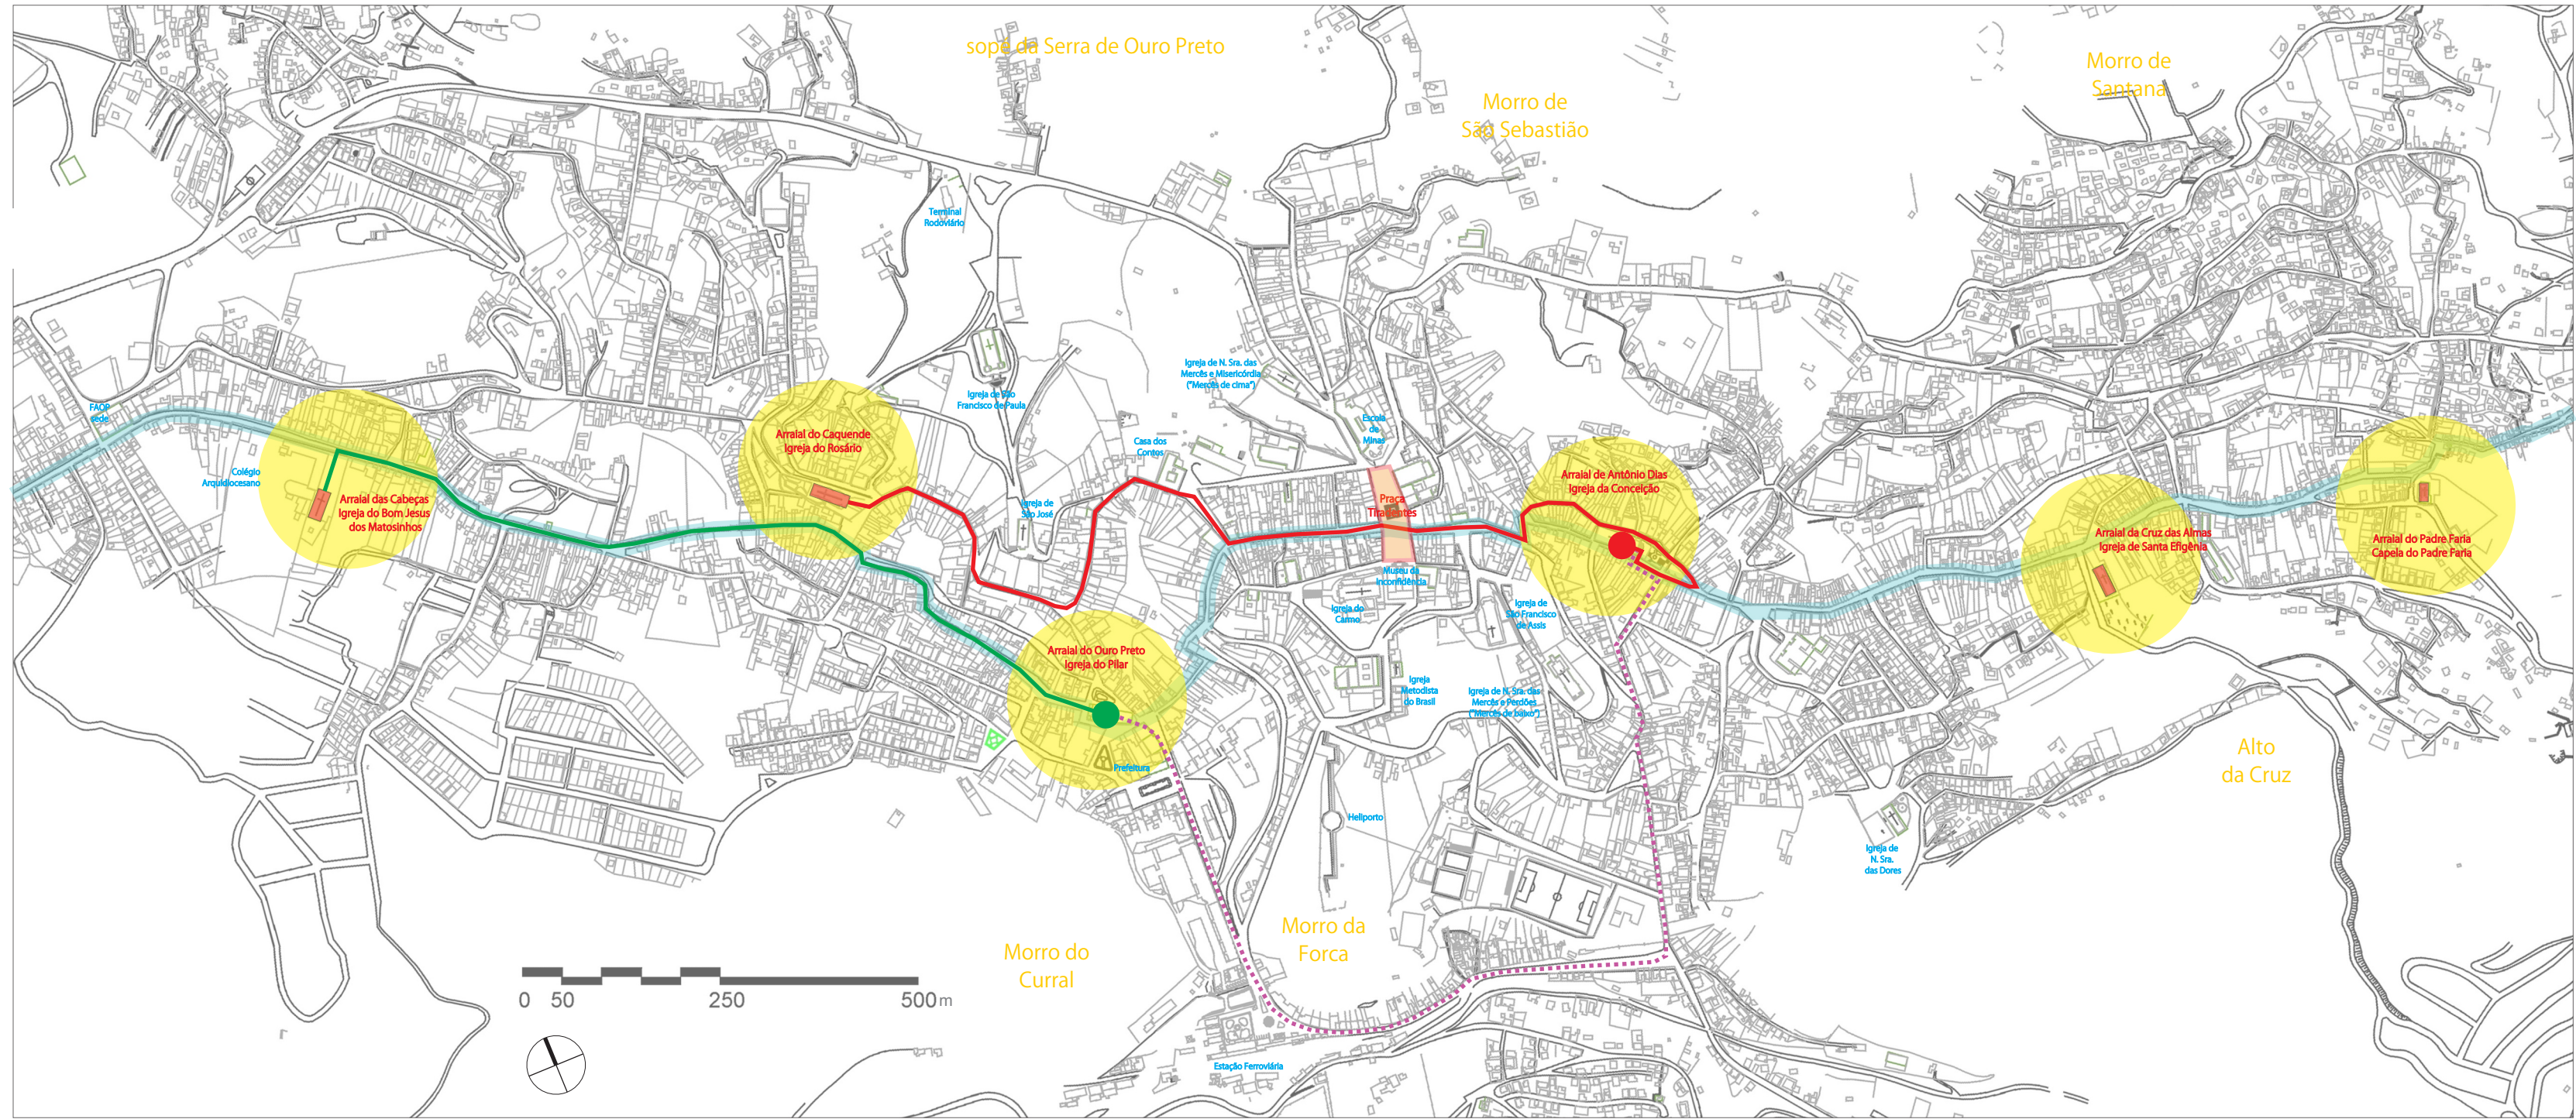 sopé da Serra de Ouro Preto
Morro de
São Sebastião
Morro de
Santana
Terminal
Rodoviário
Igreja de N. Sra. das
Mercês e Misericórdia
("Mercês de cima")
Igreja de São
Francisco de Paula
FAOP
sede
Escola
de
Minas
Casa dos
Contos
Arraial do Caquende
Igreja do Rosário
Colégio
Arquidiocesano
Arraial das Cabeças
Igreja do Bom Jesus
dos Matosinhos
Igreja de
São José
Praça
Tiradentes
Arraial de Antônio Dias
Igreja da Conceição
Arraial da Cruz das Almas
Igreja de Santa Efigênia
Arraial do Padre Faria
Capela do Padre Faria
Museu da
Inconfidência
Igreja do
Carmo
Igreja de
São Francisco
de Assis
Arraial do Ouro Preto
Igreja do Pilar
Igreja
Metodista
do Brasil
Igreja de N. Sra. das
Mercês e Perdões
("Mercês de baixo")
Prefeitura
Alto
da Cruz
Heliporto
Igreja de
N. Sra.
das Dores
Morro da
Forca
Morro do
Curral
0 50 250 500 m
Estação Ferroviária